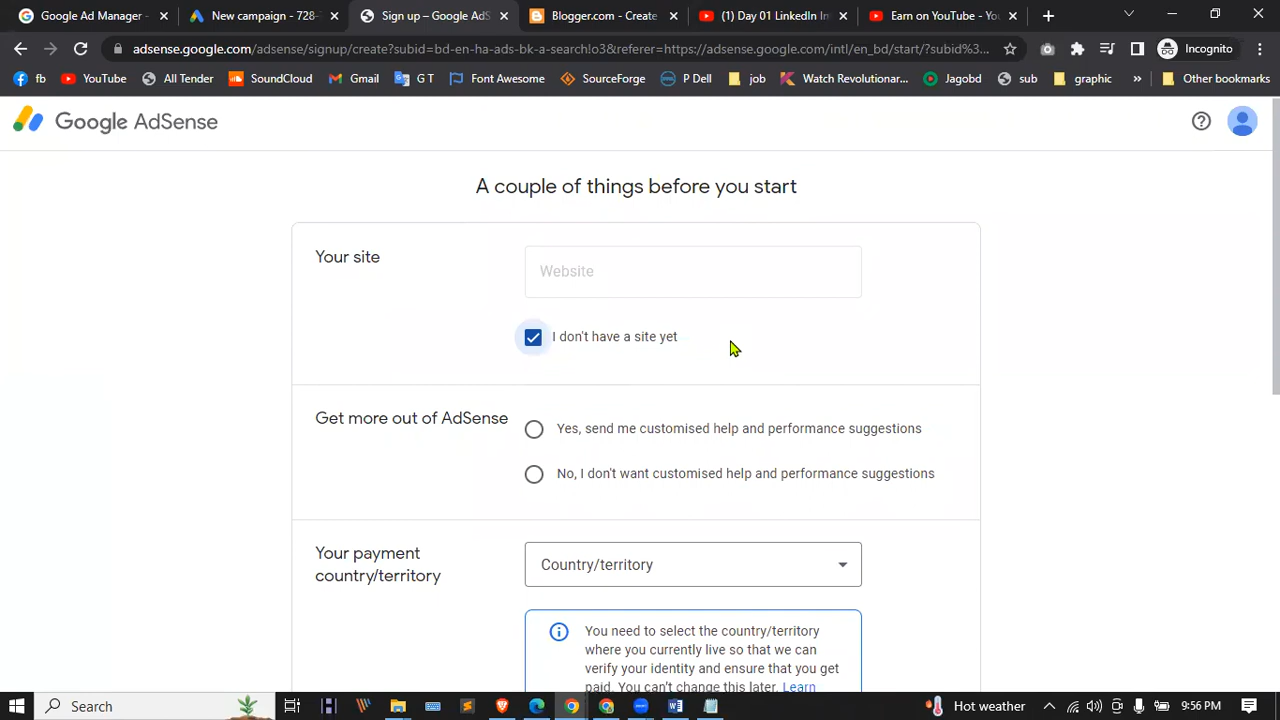 Google Ad Manager -
New campaign - 728-
Sign up – Google AdS
Blogger.com - Create
(1) Day 01 LinkedIn In
Earn on YouTube - Yo
adsense.google.com/adsense/signup/create?subid=bd-en-ha-ads-bk-a-searchlo3&referer=https://adsense.google.com/intl/en_bd/start/?subid%3...
Incognito
fb
YouTube
All Tender
SoundCloud
Gmail
G T
Font Awesome
SourceForge
P Dell
job
Watch Revolutionar...
Jagobd
sub
graphic
»
Other bookmarks
Google AdSense
A couple of things before you start
Your site
Website
I don't have a site yet
Get more out of AdSense
Yes, send me customised help and performance suggestions
No, I don't want customised help and performance suggestions
Your payment
country/territory
Country/territory
You need to select the country/territory
where you currently live so that we can
verify your identity and ensure that you get
paid. You can't change this later. Learn
Search
Hot weather
9:56 PM